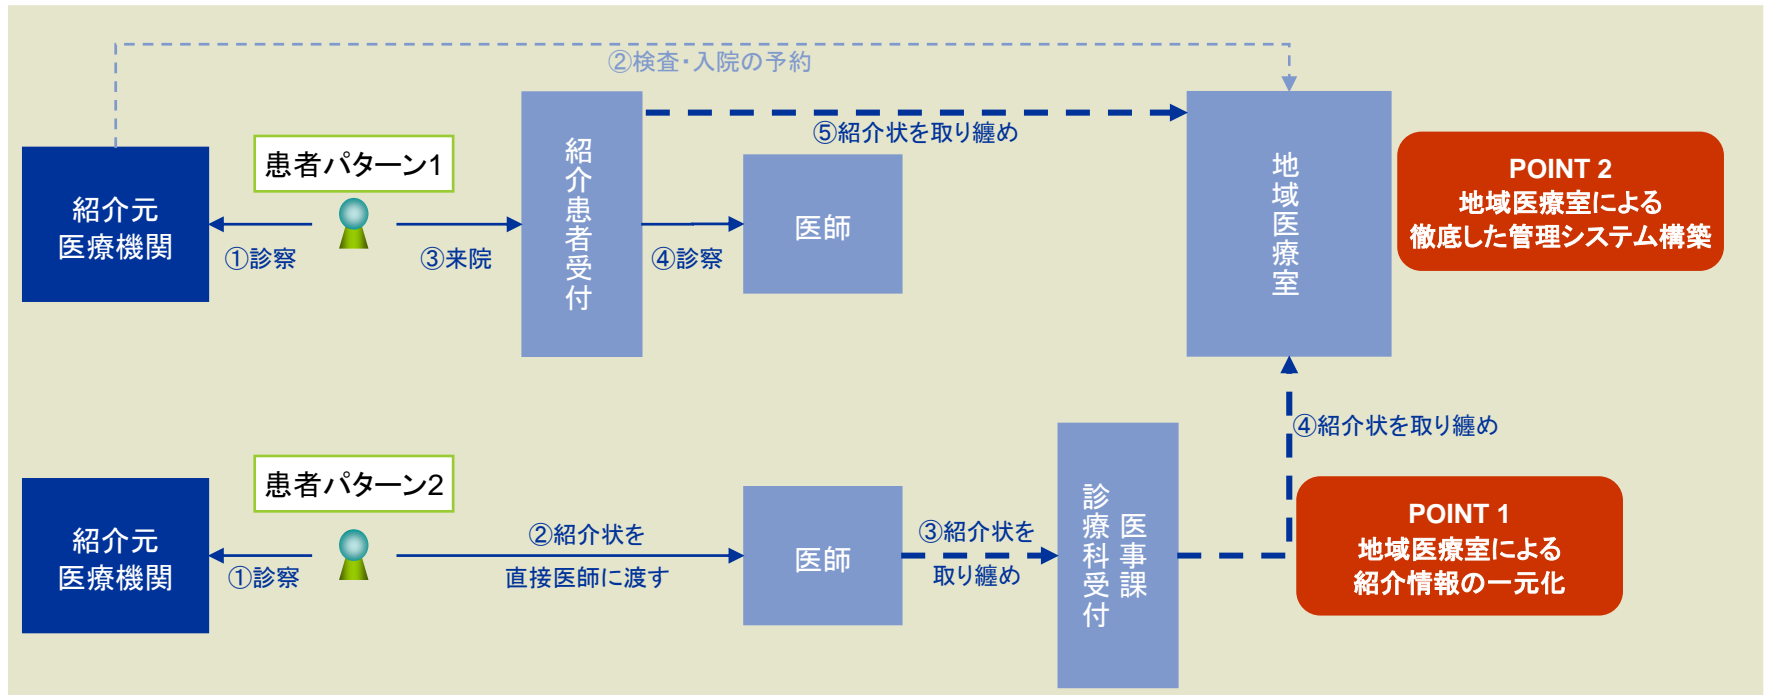 ②検査・入院の予約
患者パターン1
紹介元
医療機関
①診察
③来院
紹介患者受付
④診察
医師
⑤紹介状を取り纏め
地域医療室
POINT 2
地域医療室による
徹底した管理システム構築
患者パターン2
紹介元
医療機関
①診察
②紹介状を
直接医師に渡す
医師
③紹介状を
取り纏め
医事課
診療科受付
④紹介状を取り纏め
POINT 1
地域医療室による
紹介情報の一元化